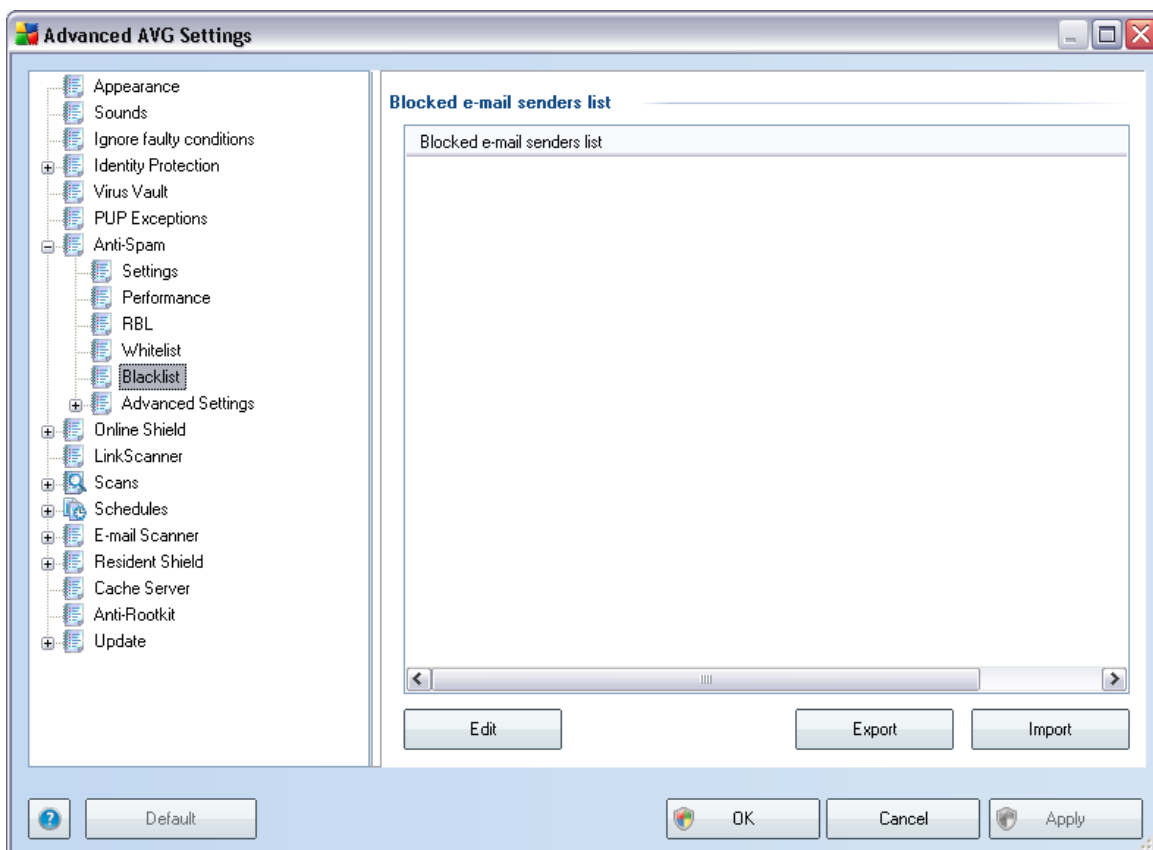 Advanced AVG Settings
Appearance
Sounds
Ignore faulty conditions
Identity Protection
Virus Vault
PUP Exceptions
Anti-Spam
Settings
Performance
RBL
Whitelist
Blacklist
Advanced Settings
Online Shield
LinkScanner
Scans
Schedules
E-mail Scanner
Resident Shield
Cache Server
Anti-Rootkit
Update
Blocked e-mail senders list
Blocked e-mail senders list
Edit
Export
Import
?
Default
OK
Cancel
Apply